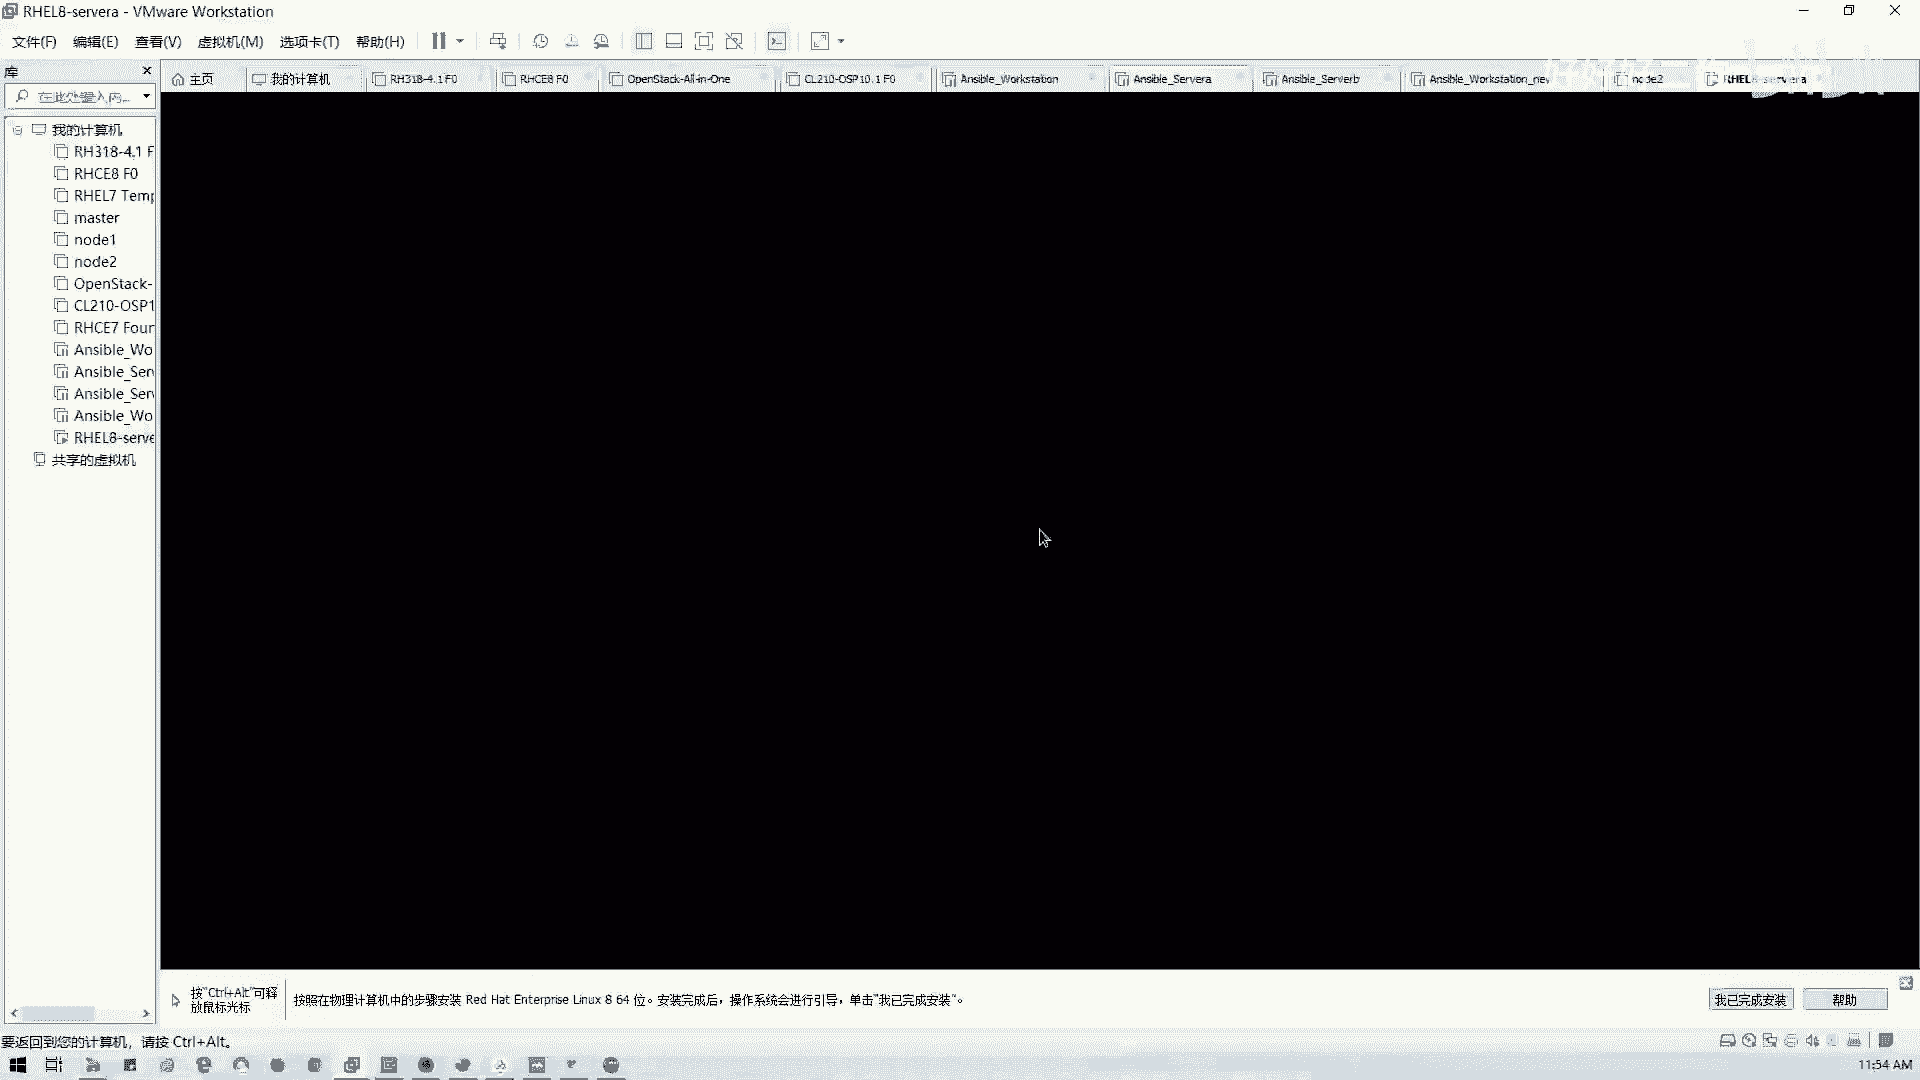 RHEL8-servera - VMware Workstation
文件(F) 编辑(E) 查看(V) 虚拟机(M) 选项卡(T) 帮助(H)
库
在此处键入内...
主页 我的计算机 RH318-4.1 F0 RHCE8 F0 OpenStack-All-in-One CL210-OSP10.1 F0 Ansible_Workstation Ansible_Servera Ansible_Serverb Ansible_Workstation_nev node2 RHEL8-servera
我的计算机
RH318-4.1 F
RHCE8 F0
RHEL7 Temp
master
node1
node2
OpenStack-
CL210-OSP1
RHCE7 Four
Ansible_Wo
Ansible_Serv
Ansible_Serv
Ansible_Wo
RHEL8-serve
共享的虚拟机
按"Ctrl+Alt"可释
放鼠标光标
按照在物理计算机中的步骤安装 Red Hat Enterprise Linux 8 64 位。安装完成后，操作系统会进行引导，单击"我已完成安装"。
我已完成安装
帮助
要返回到您的计算机，请按 Ctrl+Alt。
11:54 AM